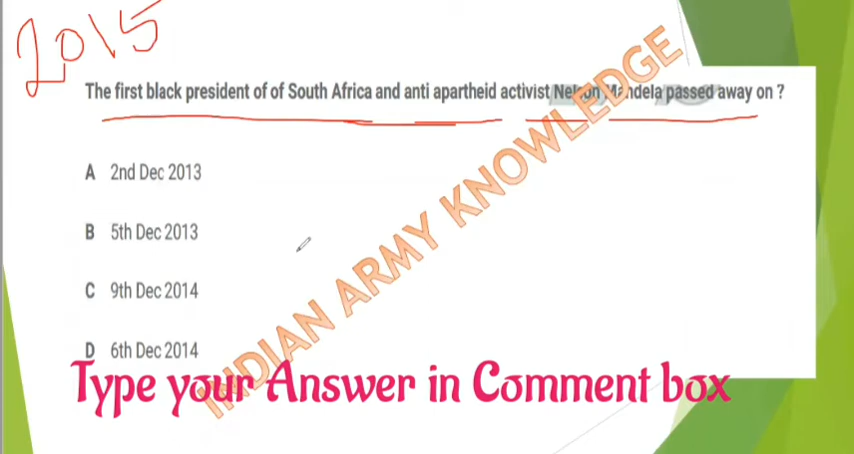 2015
The first black president of of South Africa and anti apartheid activist Nelson Mandela passed away on ?
A 2nd Dec 2013
B 5th Dec 2013
C 9th Dec 2014
D 6th Dec 2014
INDIAN ARMY KNOWLEDGE
Type your Answer in Comment box